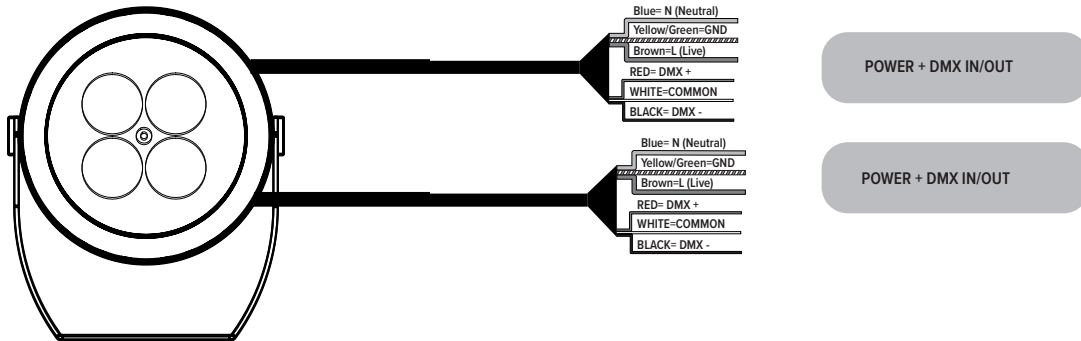 Blue= N (Neutral)
Yellow/Green=GND
Brown=L (Live)
RED= DMX +
WHITE=COMMON
BLACK= DMX -
POWER + DMX IN/OUT
Blue= N (Neutral)
Yellow/Green=GND
Brown=L (Live)
RED= DMX +
WHITE=COMMON
BLACK= DMX -
POWER + DMX IN/OUT